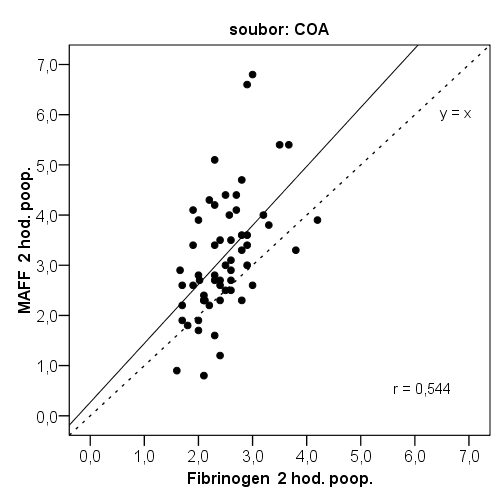 soubor: COA
7,0
6,0
5,0
4,0
3,0
2,0
1,0
0,0
MAFF 2 hod. poop.
y = x
r = 0,544
0,0 1,0 2,0 3,0 4,0 5,0 6,0 7,0
Fibrinogen 2 hod. poop.